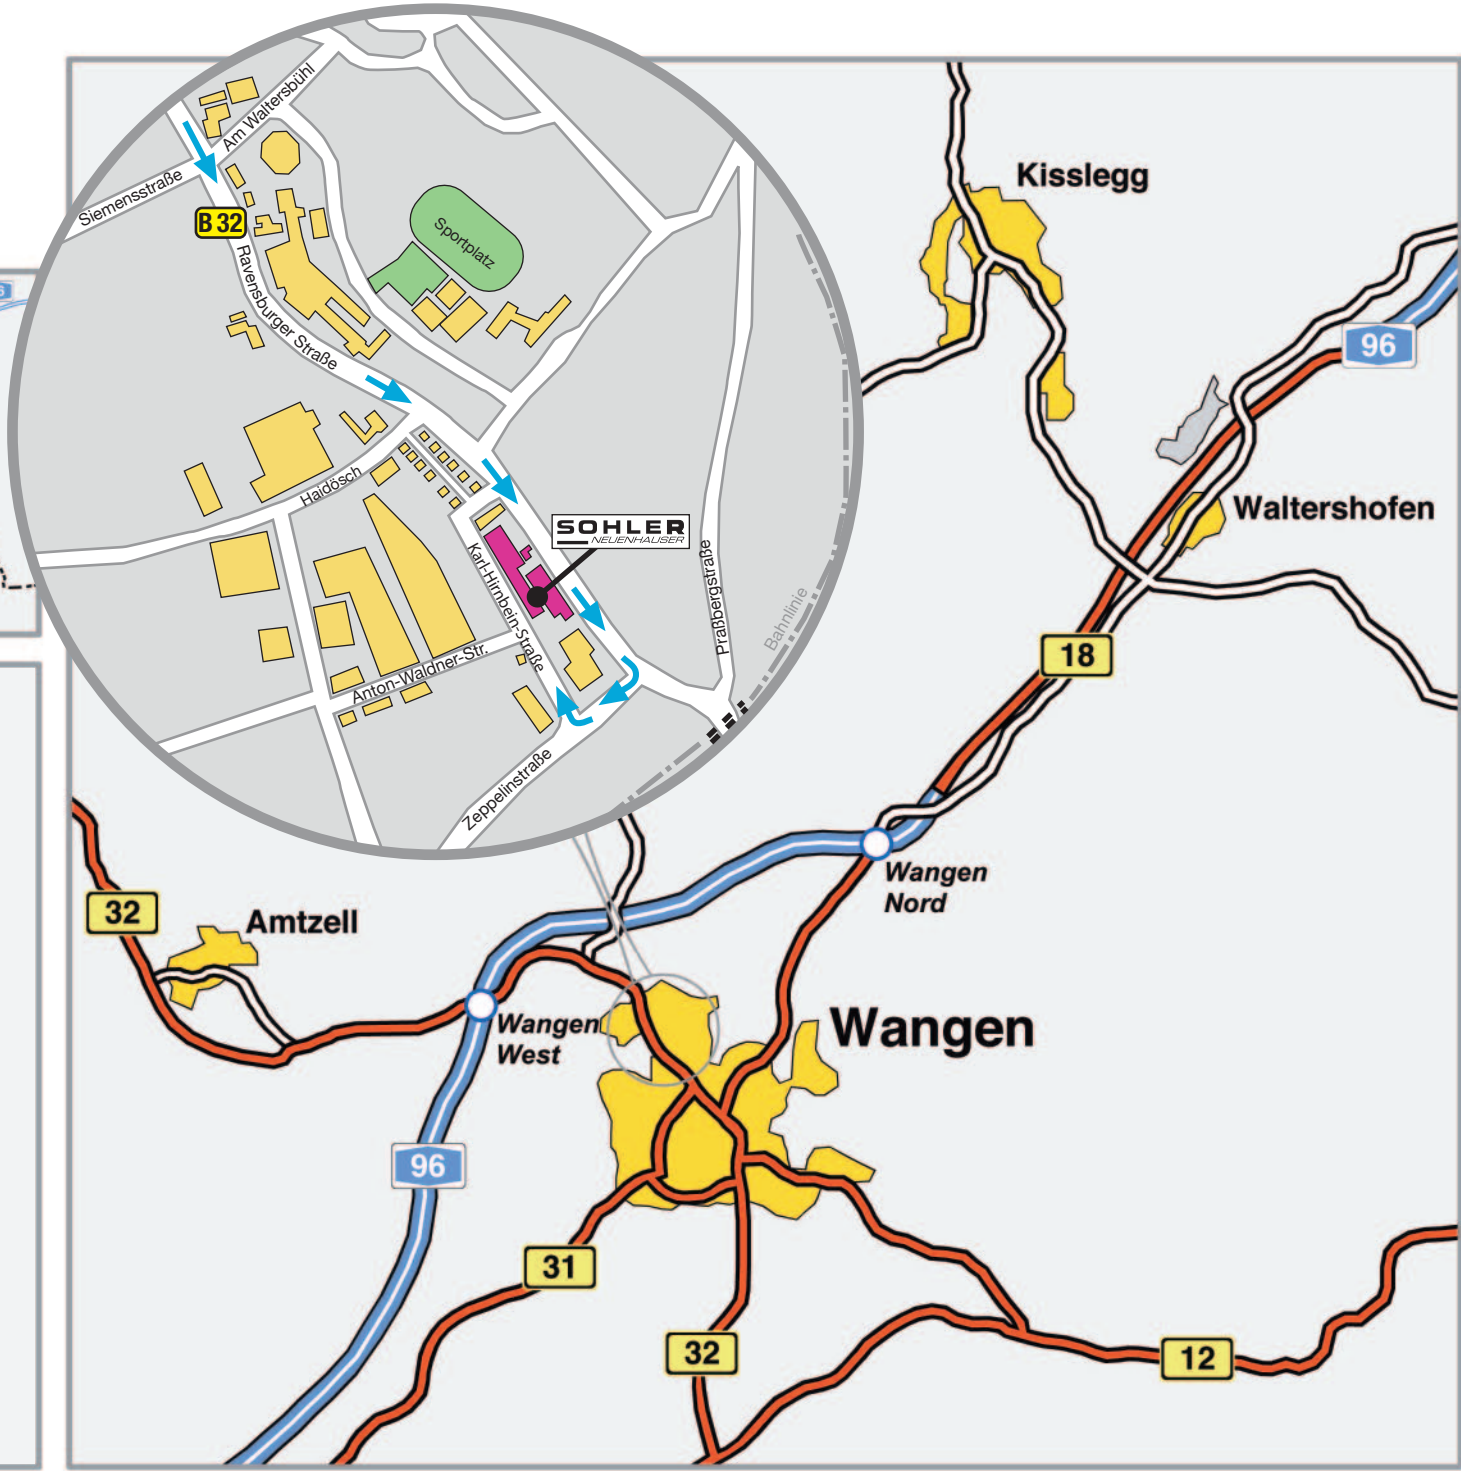 Am Waltersbühl
Siemensstraße
B 32
Ravensburger Straße
Sportplatz
Haidösch
SOHLER
NEUENHAUSER
Karl-Hirnbein-Straße
Praßbergstraße
Bahnlinie
Anton-Waldner-Str.
Zeppelinstraße
Kisslegg
96
Waltershofen
18
Wangen
Nord
32
Amtzell
Wangen
West
Wangen
96
31
32
12